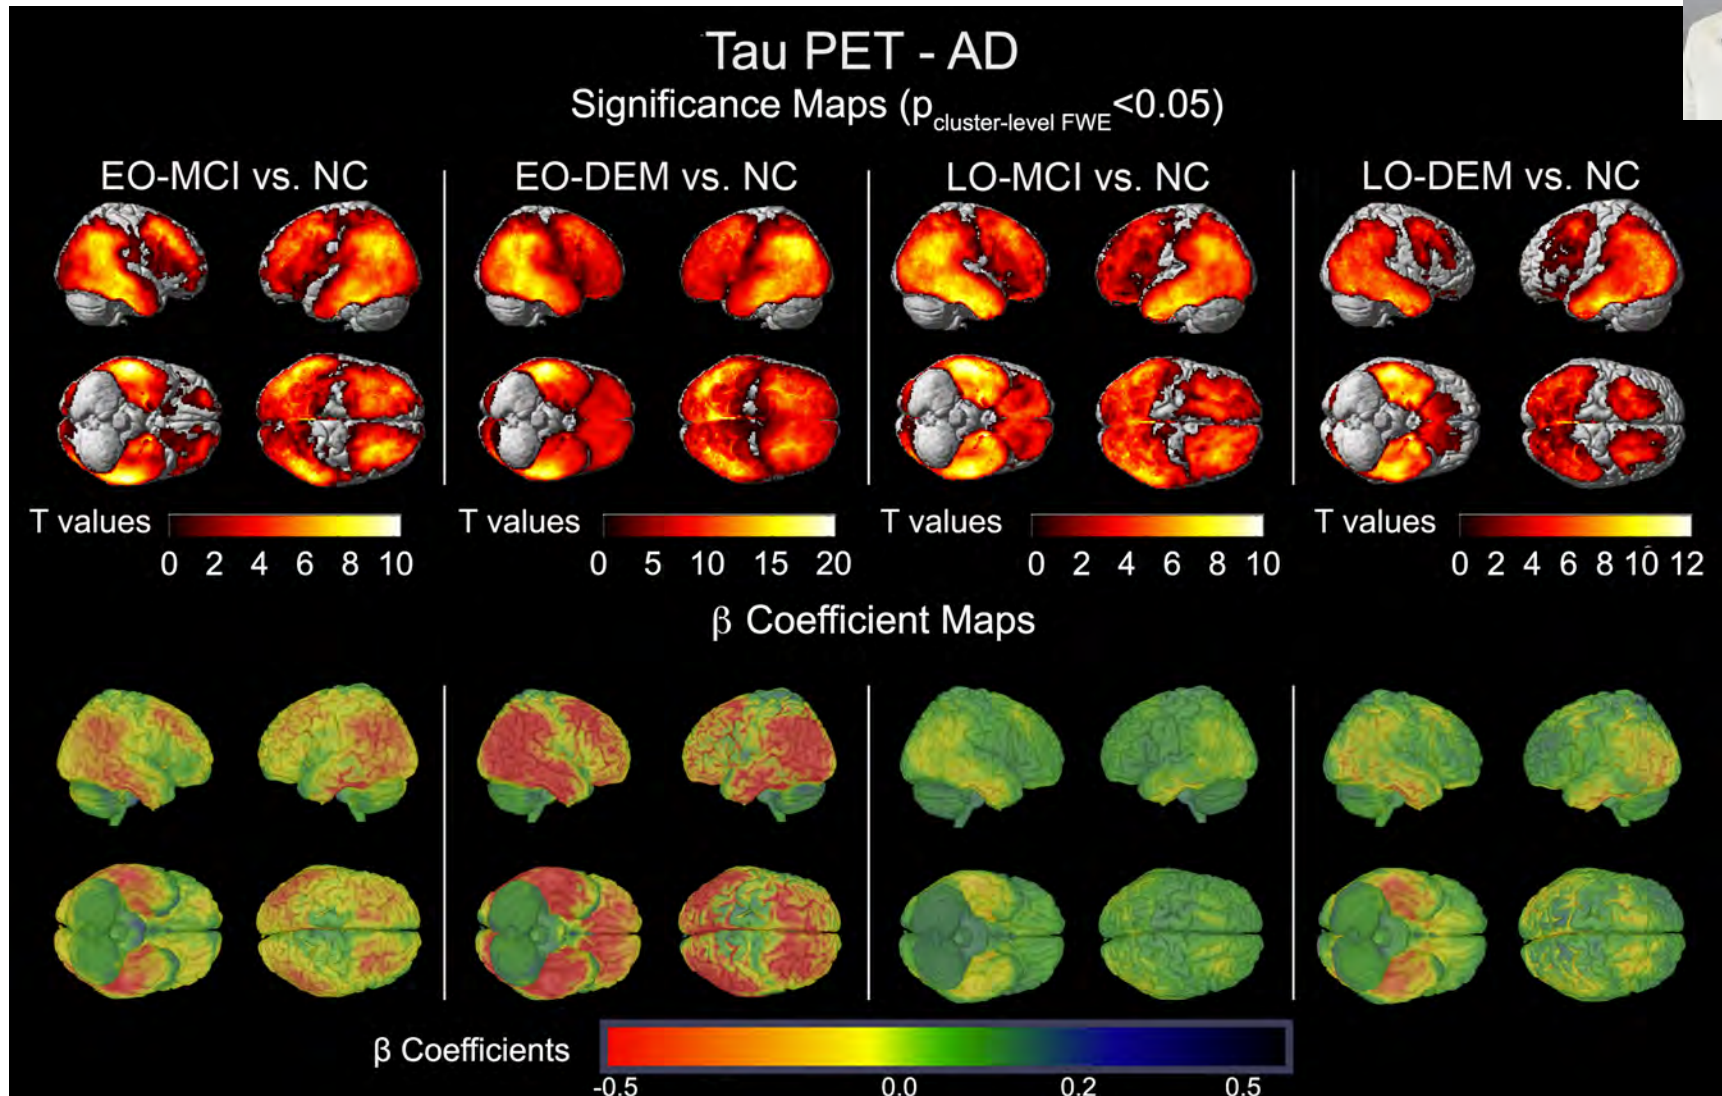 Tau PET - AD
Significance Maps (pcluster-level FWE<0.05)
EO-MCI vs. NC
EO-DEM vs. NC
LO-MCI vs. NC
LO-DEM vs. NC
T values
0 2 4 6 8 10
T values
0 5 10 15 20
T values
0 2 4 6 8 10
T values
0 2 4 6 8 10 12
β Coefficient Maps
β Coefficients
-0.5 0.0 0.2 0.5